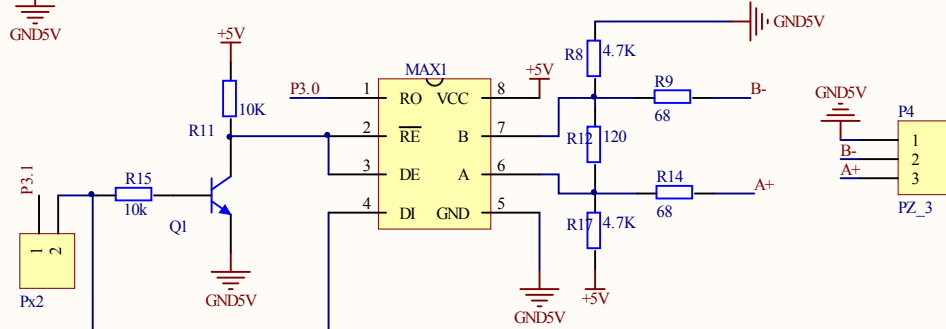 GND5V
+5V
10K
R11
P3.1
R15
10k
Q1
1
2
Px2
GND5V
P3.0
MAX1
1 RO VCC 8
2 RE B 7
3 DE A 6
4 DI GND 5
+5V
GND5V
R8 4.7K
GND5V
R9
68
B-
R12 120
R14
68
A+
R17 4.7K
+5V
GND5V
P4
B-
A+
1
2
3
PZ_3